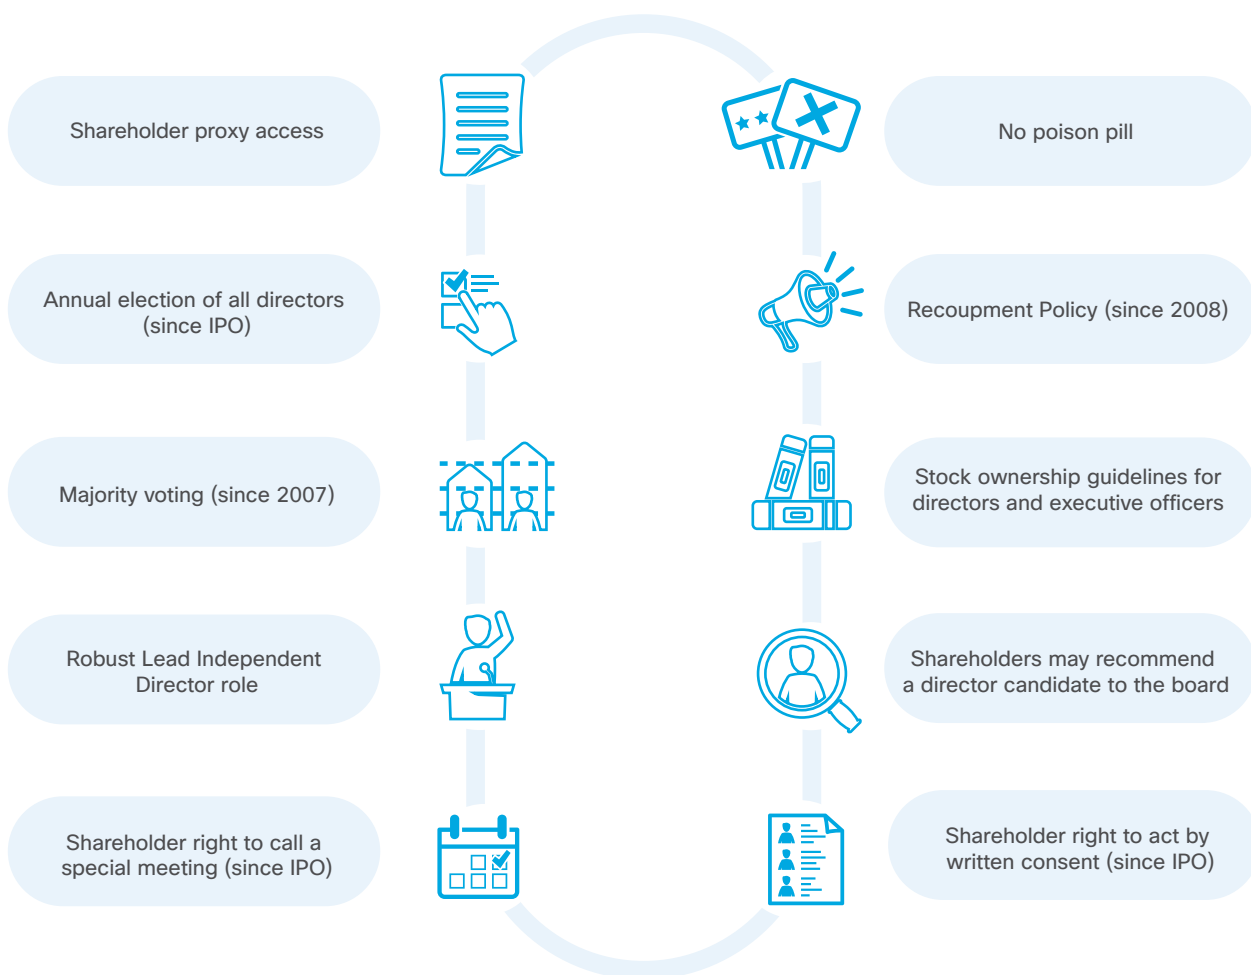 Shareholder proxy access
No poison pill
Annual election of all directors
(since IPO)
Recoupment Policy (since 2008)
Majority voting (since 2007)
Stock ownership guidelines for
directors and executive officers
Robust Lead Independent
Director role
Shareholders may recommend
a director candidate to the board
Shareholder right to call a
special meeting (since IPO)
Shareholder right to act by
written consent (since IPO)